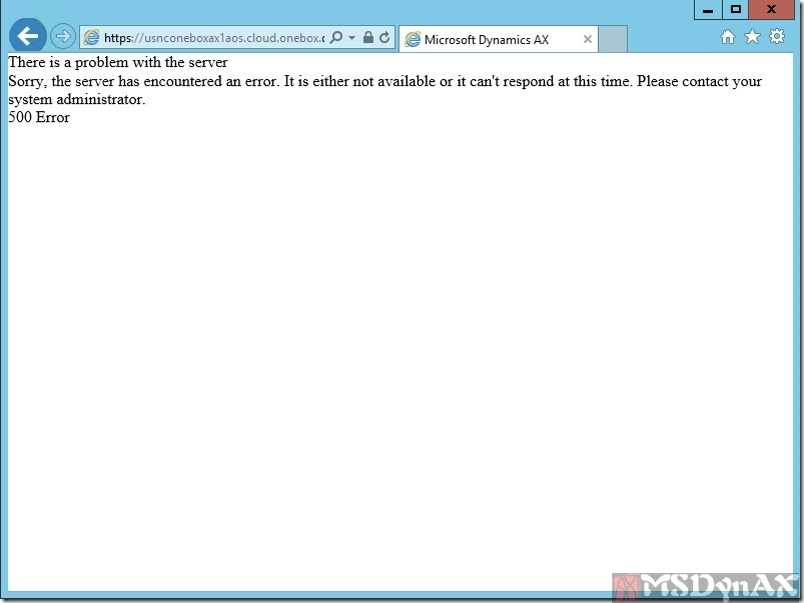 https://usnconeboxax1aos.cloud.onebox.
Microsoft Dynamics AX
There is a problem with the server
Sorry, the server has encountered an error. It is either not available or it can't respond at this time. Please contact your
system administrator.
500 Error
MSDynAX